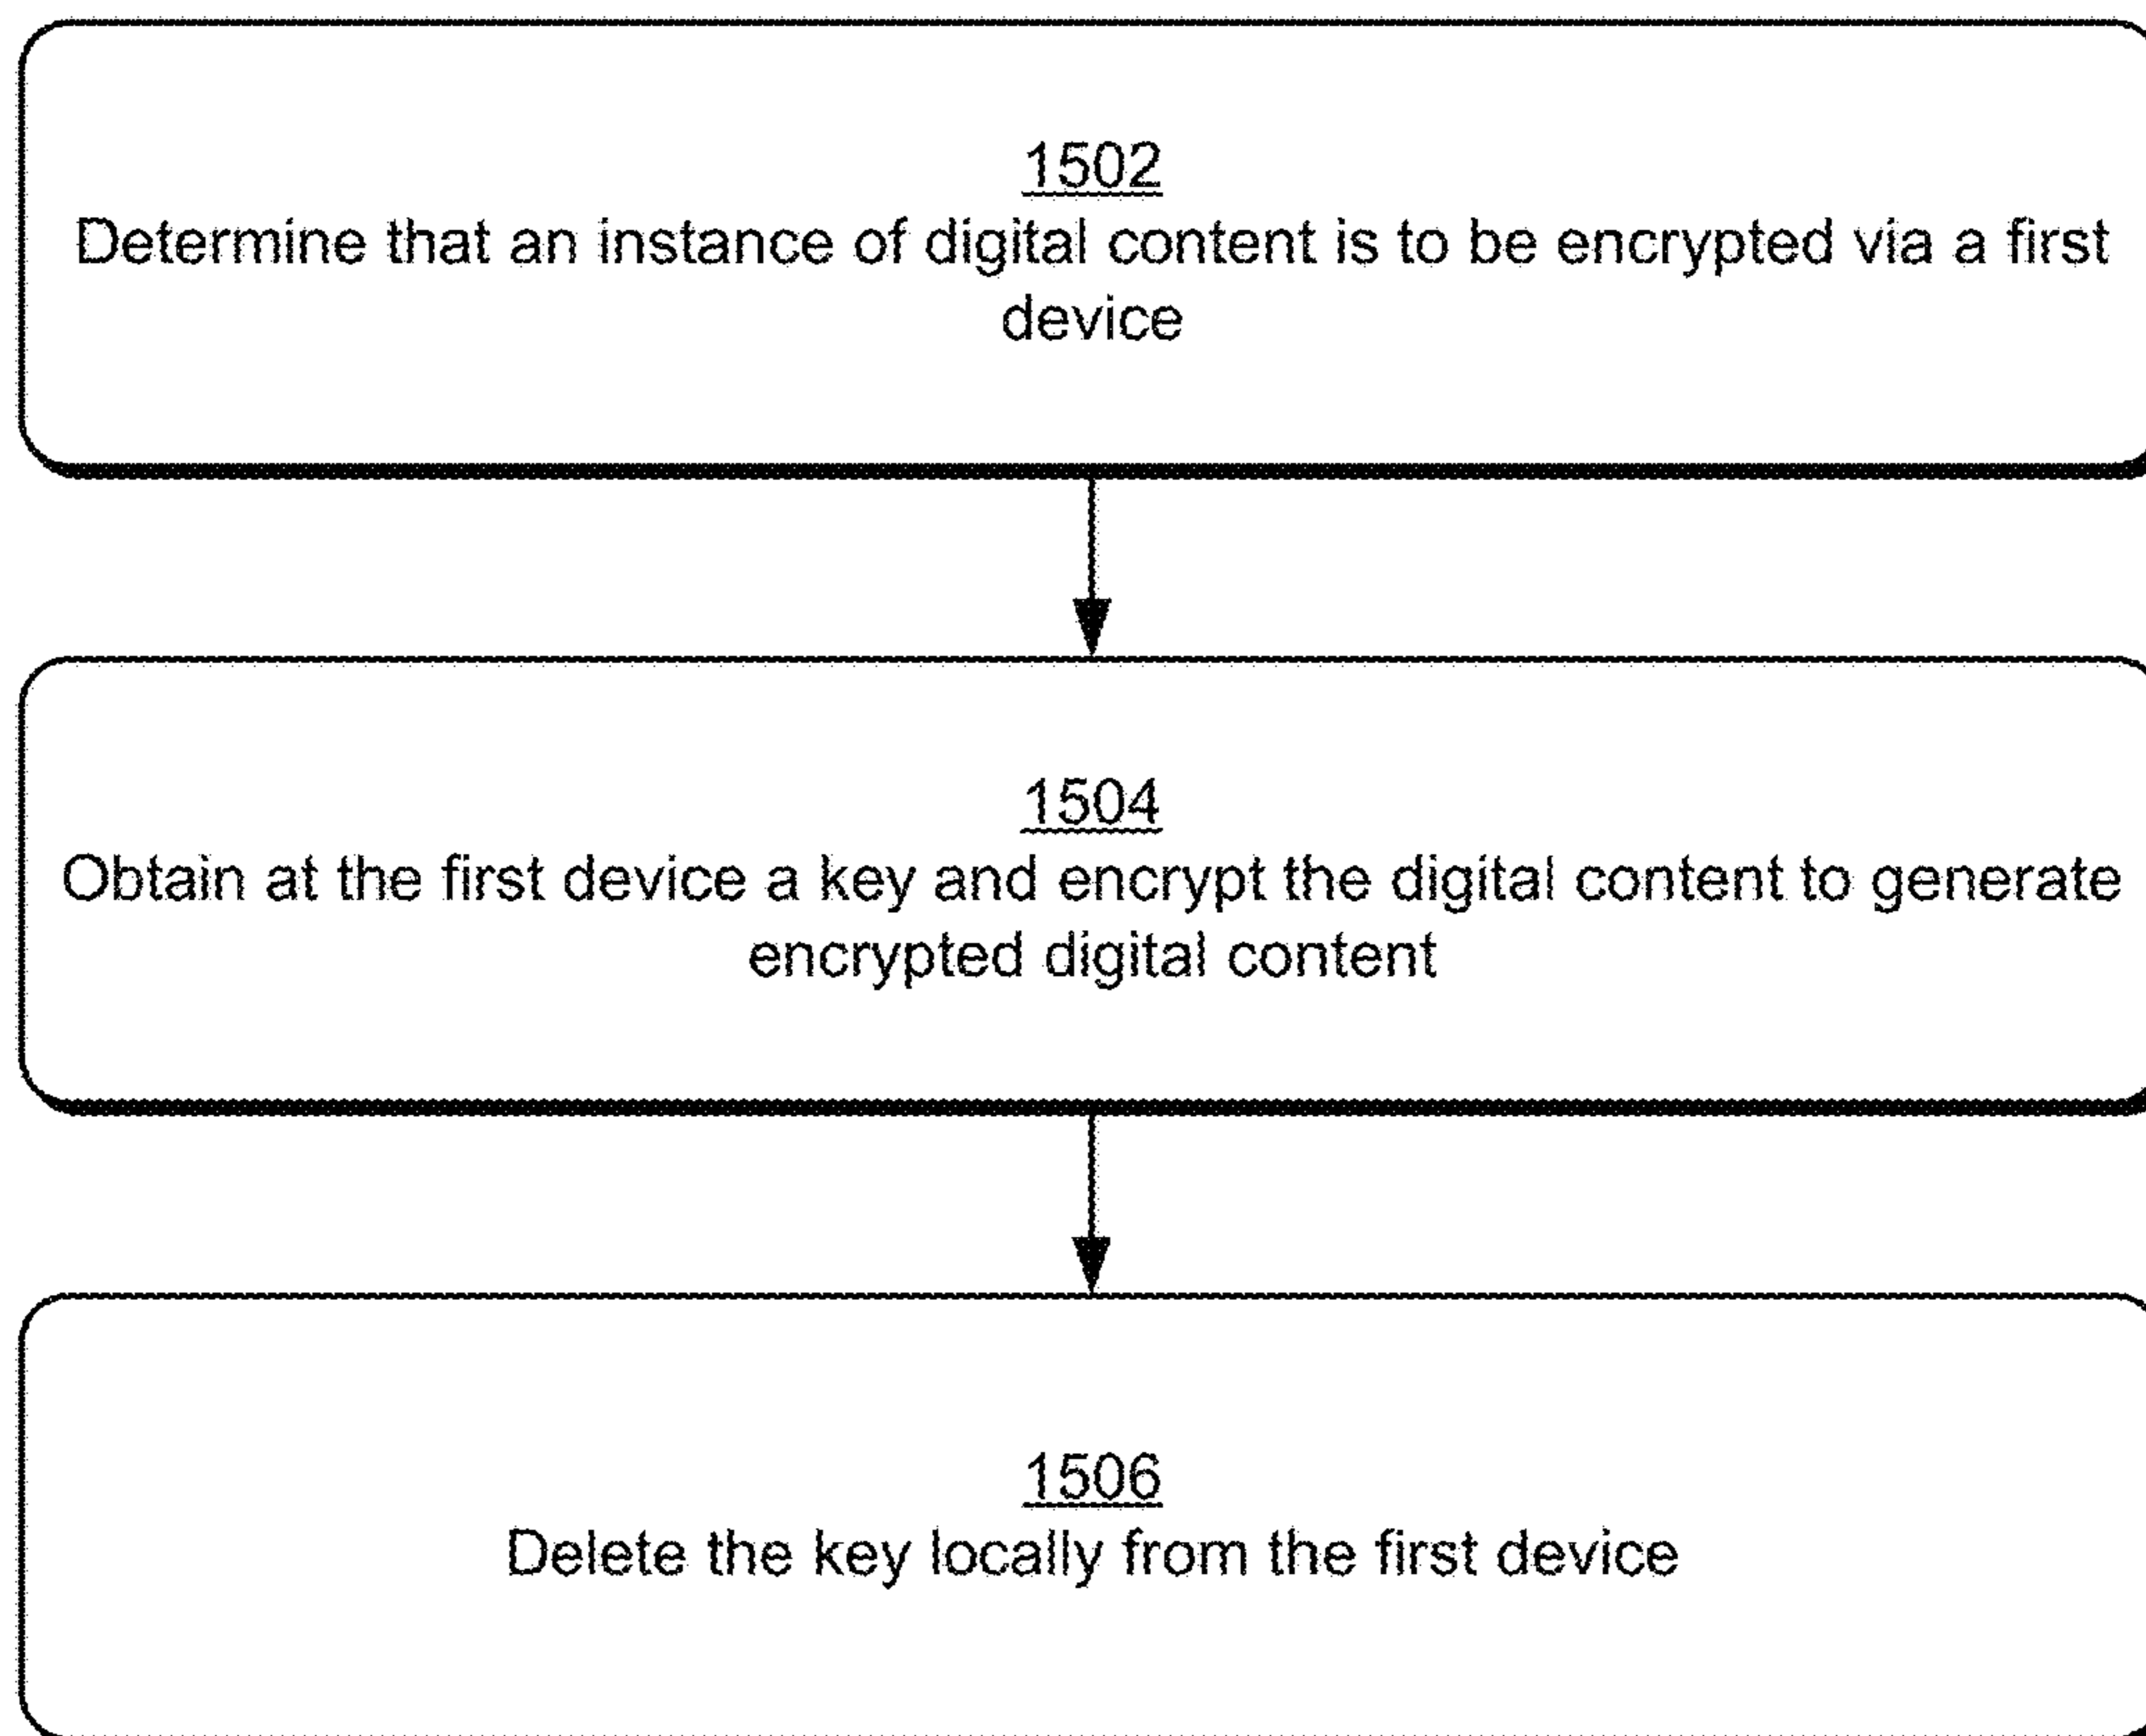 1502
Determine that an instance of digital content is to be encrypted via a first
device
1504
Obtain at the first device a key and encrypt the digital content to generate
encrypted digital content
1506
Delete the key locally from the first device